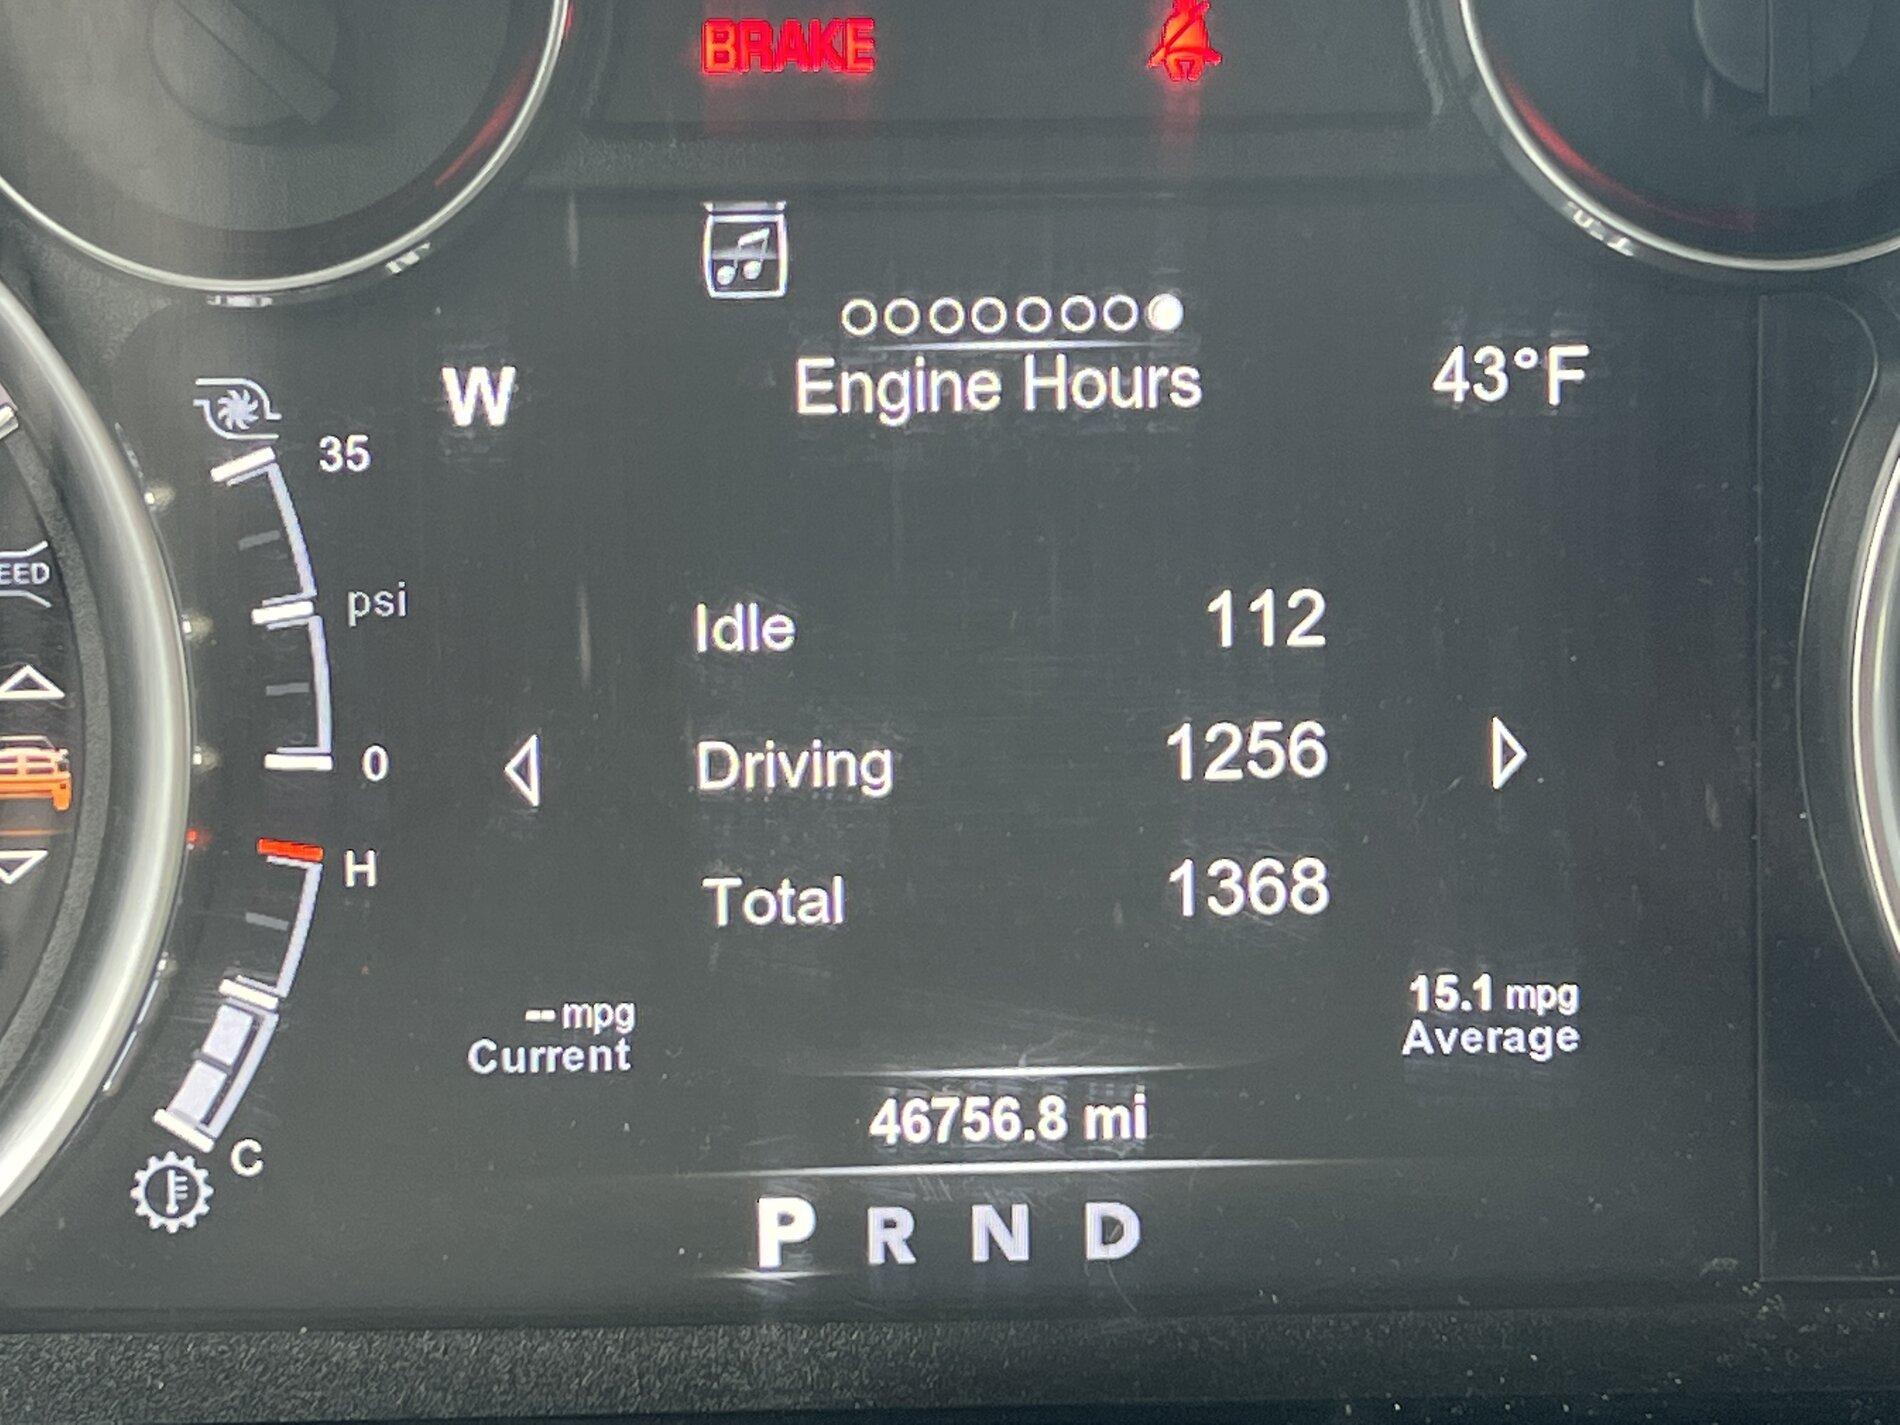 BRAKE
Engine Hours
W
43°F
35
psi
0
EED
Idle 112
Driving 1256
Total 1368
H
C
-- mpg
Current
15.1 mpg
Average
46756.8 mi
P R N D